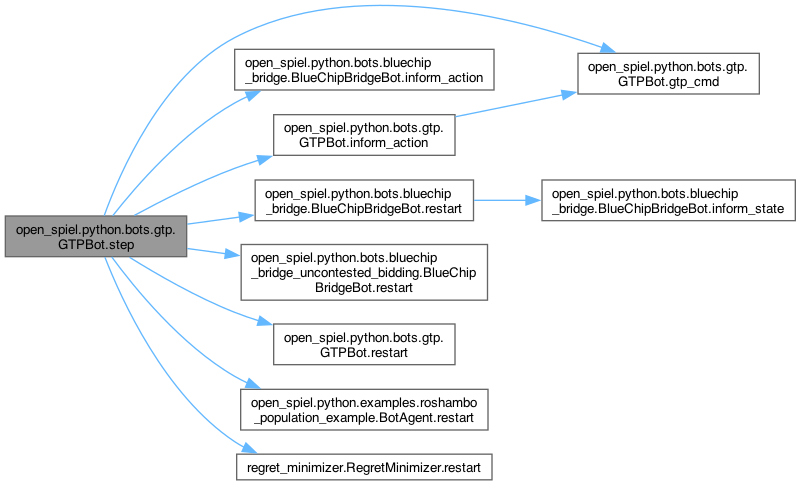 open_spiel.python.bots.gtp.
GTPBot.step
open_spiel.python.bots.bluechip
_bridge.BlueChipBridgeBot.inform_action
open_spiel.python.bots.gtp.
GTPBot.gtp_cmd
open_spiel.python.bots.gtp.
GTPBot.inform_action
open_spiel.python.bots.bluechip
_bridge.BlueChipBridgeBot.restart
open_spiel.python.bots.bluechip
_bridge.BlueChipBridgeBot.inform_state
open_spiel.python.bots.bluechip
_bridge_uncontested_bidding.BlueChip
BridgeBot.restart
open_spiel.python.bots.gtp.
GTPBot.restart
open_spiel.python.examples.roshambo
_population_example.BotAgent.restart
regret_minimizer.RegretMinimizer.restart